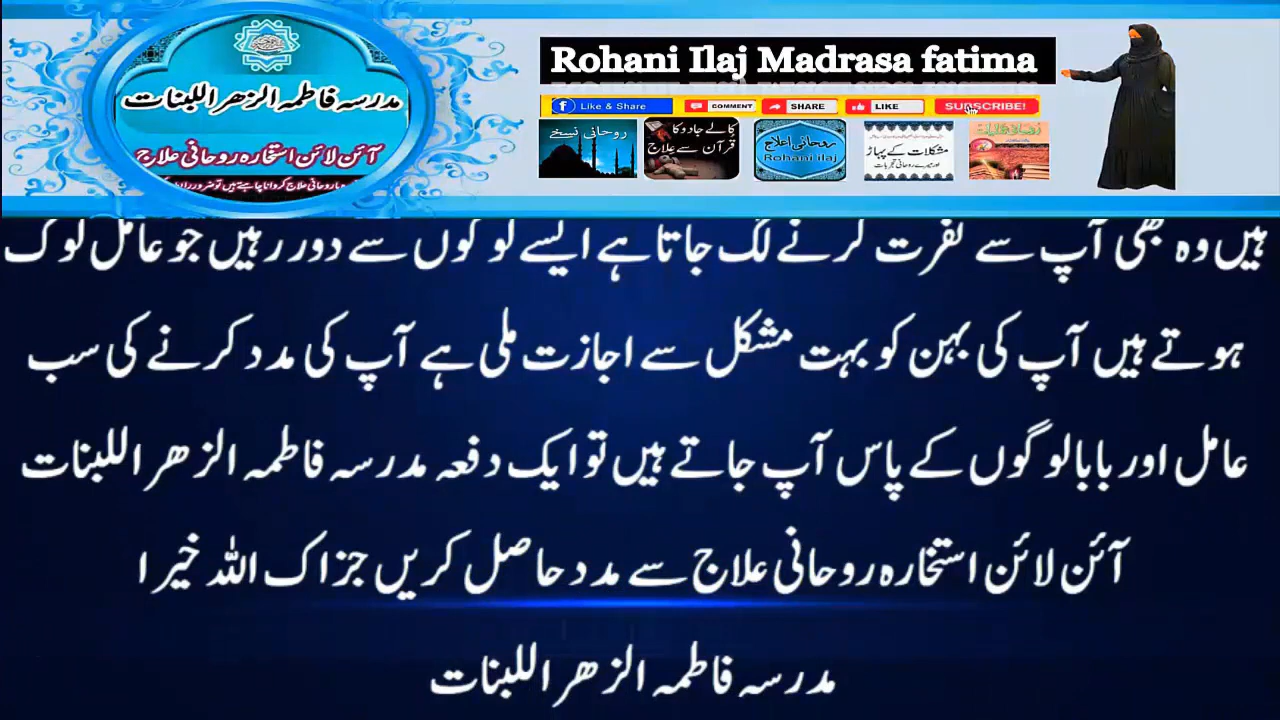 مدرسہ فاطمہ الزھرا للبنات
آئن لائن استخارہ روحانی علاج
Rohani Ilaj Madrasa fatima
Like & Share
COMMENT
SHARE
LIKE
SUBSCRIBE!
روحانی نسخ
کالے جادو کا
قرآن سے علاج
روحانی علاج
Rohani ilaj
مشکلات کے پہاڑ
ہیں وہ بھی آپ سے نفرت کرنے لگ جاتا ہے ایسے لوگوں سے دور رہیں جو عامل لوگ
ہوتے ہیں آپ کی بہن کو بہت مشکل سے اجازت ملی ہے آپ کی مدد کرنے کی سب
عامل اور بابا لوگوں کے پاس آپ جاتے ہیں تو ایک دفعہ مدرسہ فاطمہ الزھرا للبنات
آئن لائن استخارہ روحانی علاج سے مدد حاصل کریں جزاک اللہ خیرا
مدرسہ فاطمہ الزھرا للبنات